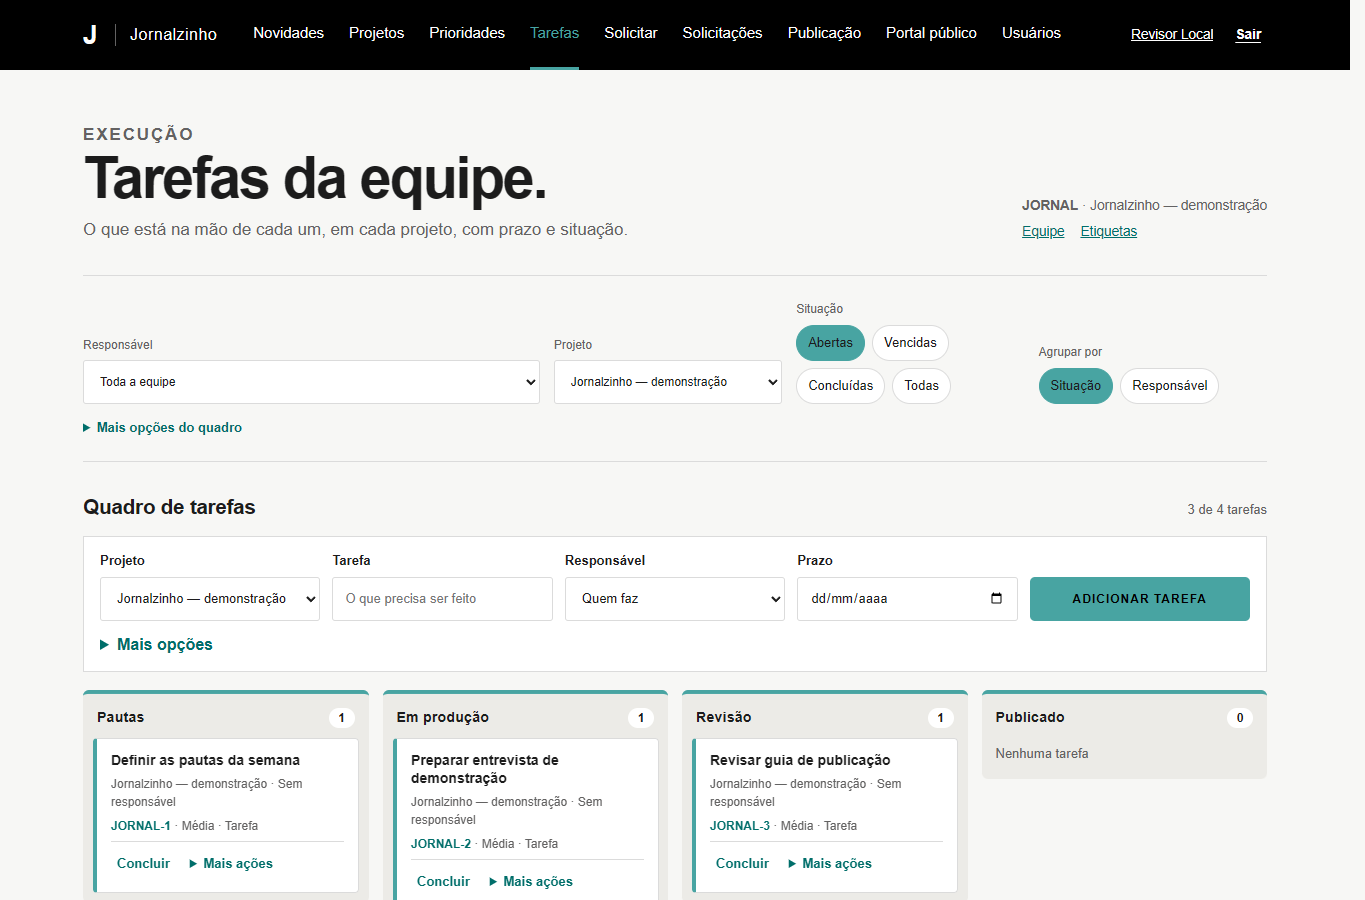 J Jornalzinho Novidades Projetos Prioridades Tarefas Solicitar Solicitações Publicação Portal público Usuários Revisor Local Sair
EXECUÇÃO
Tarefas da equipe.
O que está na mão de cada um, em cada projeto, com prazo e situação.
JORNAL · Jornalzinho — demonstração
Equipe Etiquetas
Responsável
Toda a equipe
Projeto
Jornalzinho — demonstração
Situação
Abertas Vencidas
Concluídas Todas
Agrupar por
Situação Responsável
Mais opções do quadro
Quadro de tarefas
3 de 4 tarefas
Projeto Tarefa Responsável Prazo
Jornalzinho — demonstração O que precisa ser feito Quem faz dd/mm/aaaa ADICIONAR TAREFA
Mais opções
Pautas 1
Definir as pautas da semana
Jornalzinho — demonstração · Sem
responsável
JORNAL-1 · Média · Tarefa
Concluir Mais ações
Em produção 1
Preparar entrevista de
demonstração
Jornalzinho — demonstração · Sem
responsável
JORNAL-2 · Média · Tarefa
Concluir Mais ações
Revisão 1
Revisar guia de publicação
Jornalzinho — demonstração · Sem
responsável
JORNAL-3 · Média · Tarefa
Concluir Mais ações
Publicado 0
Nenhuma tarefa